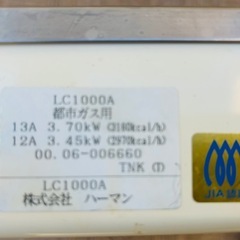 LC1000A
都市ガス用
13A 3.70kW (3180kcal/h)
12A 3.45kW (2970kcal/h)
00.06-006660
TNK (T)
LC1000A
株式会社 ハーマン
JIA